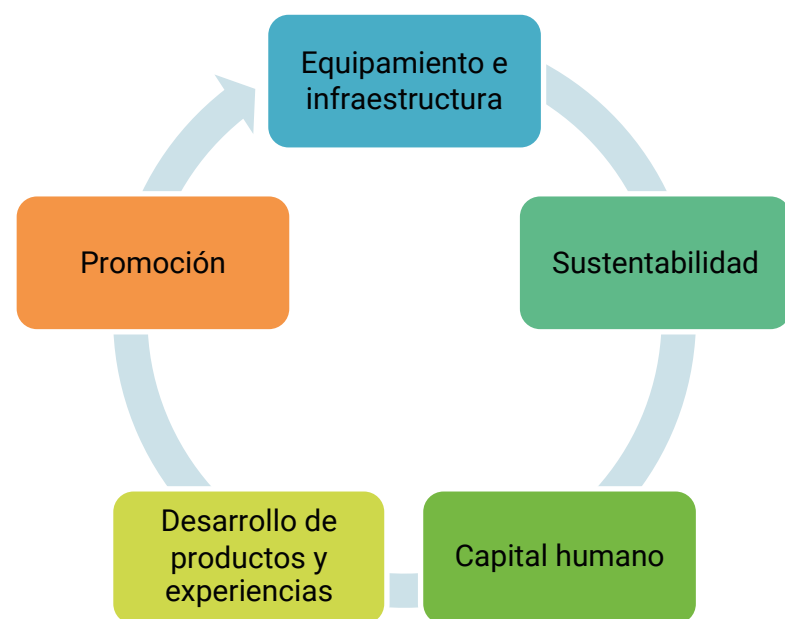 Equipamiento e
infraestructura
Sustentabilidad
Capital humano
Desarrollo de
productos y
experiencias
Promoción